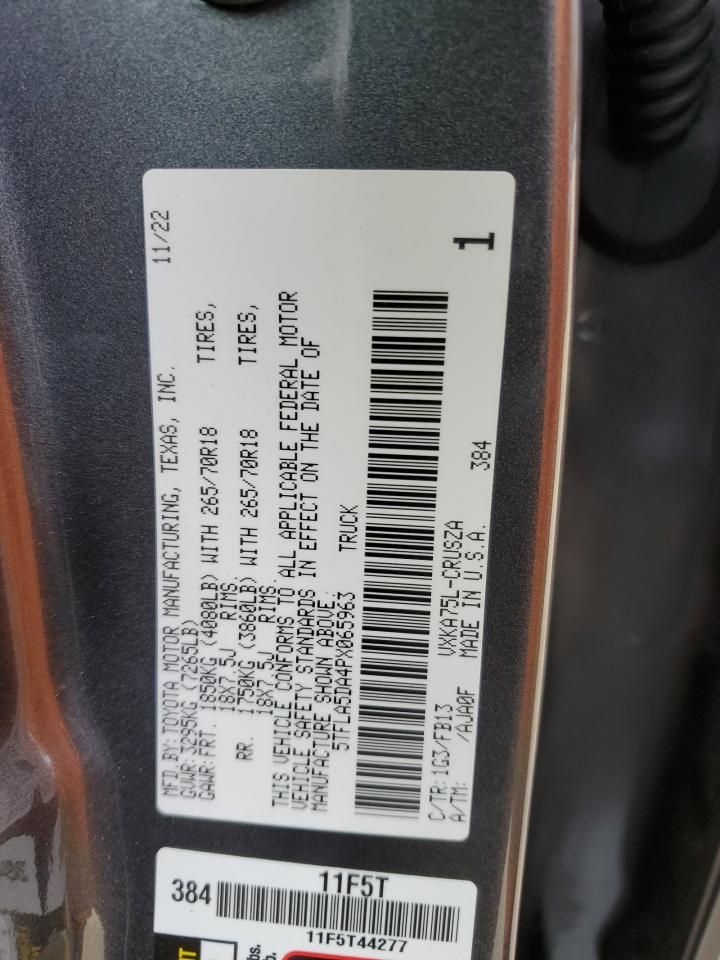 MFD BY: TOYOTA MOTOR MANUFACTURING, TEXAS, INC. 11/22
GVWR: 3295KG (7265LB)
GAWR: FRT. 1850KG (4080LB) WITH 265/70R18 TIRES,
18X7.5J RIMS.
RR. 1750KG (3860LB) WITH 265/70R18 TIRES,
18X7.5J RIMS.
THIS VEHICLE CONFORMS TO ALL APPLICABLE FEDERAL MOTOR
VEHICLE SAFETY STANDARDS IN EFFECT ON THE DATE OF
MANUFACTURE SHOWN ABOVE.
5TFLA5DA4PX065963 TRUCK
C/TR: 1G3/FB13 VXKA75L-CRUSZA
A/TM: /AJA0F MADE IN U.S.A. 384
1
11F5T
384
11F5T44277
lbs.